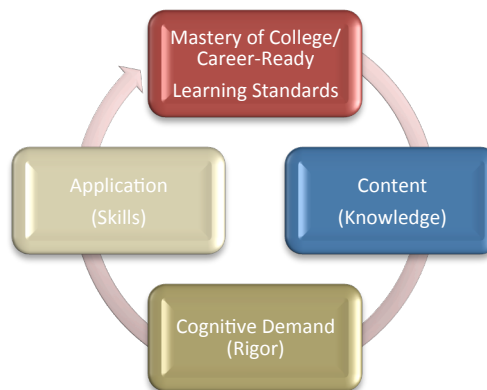 Mastery of College/
Career-Ready
Learning Standards
Application
(Skills)
Content
(Knowledge)
Cognitive Demand
(Rigor)